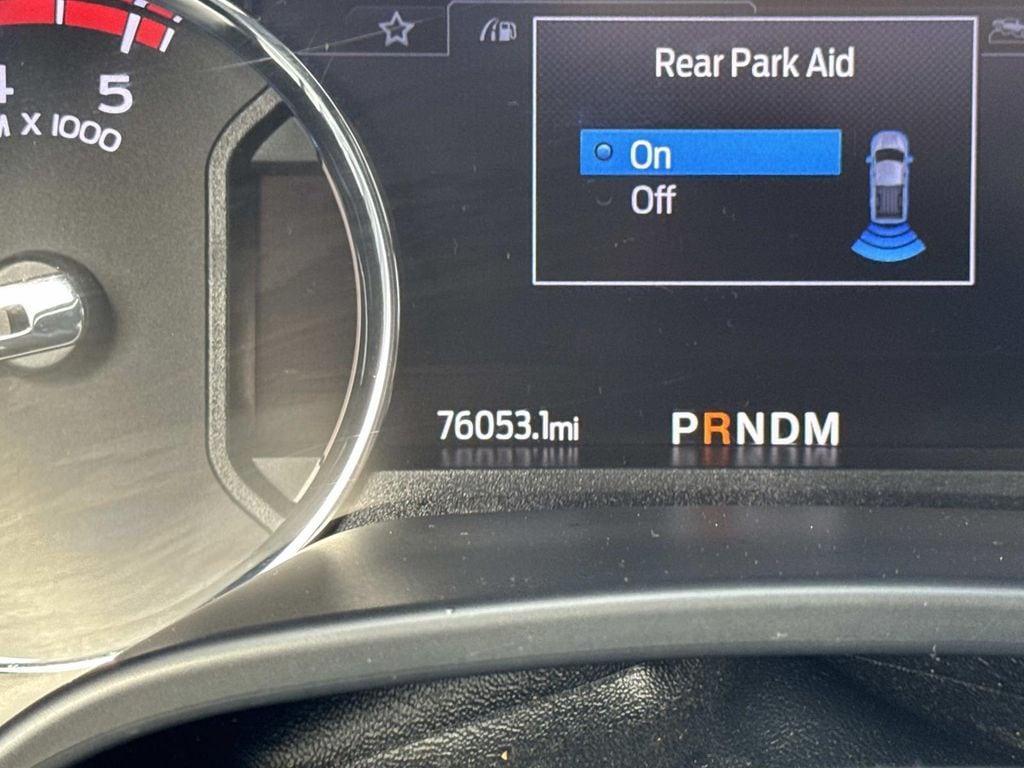 Rear Park Aid
On
Off
4
5
X 1000
76053.1mi
PRNDM